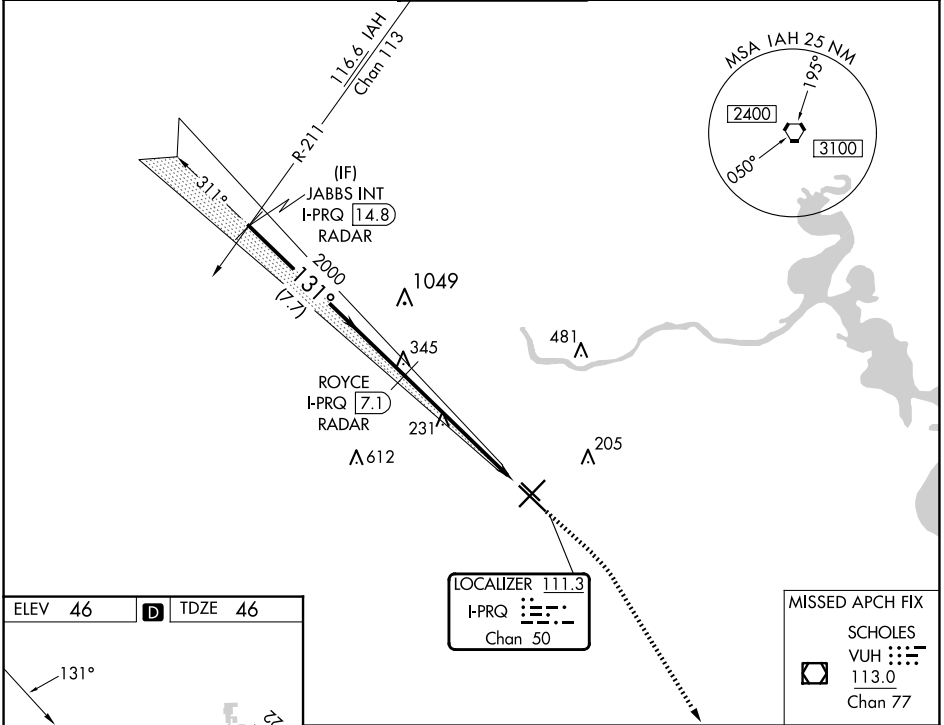 116.6 IAH
Chan 113
R-211
(IF)
JABBS INT
I-PRQ 14.8
RADAR
311°
2000
131°
(7.7)
1049
345
481
ROYCE
I-PRQ 7.1
RADAR
231
612
205
MSA IAH 25 NM
195°
2400
3100
050°
LOCALIZER 111.3
I-PRQ
Chan 50
ELEV 46 D TDZE 46
131°
22
MISSED APCH FIX
SCHOLES
VUH
113.0
Chan 77